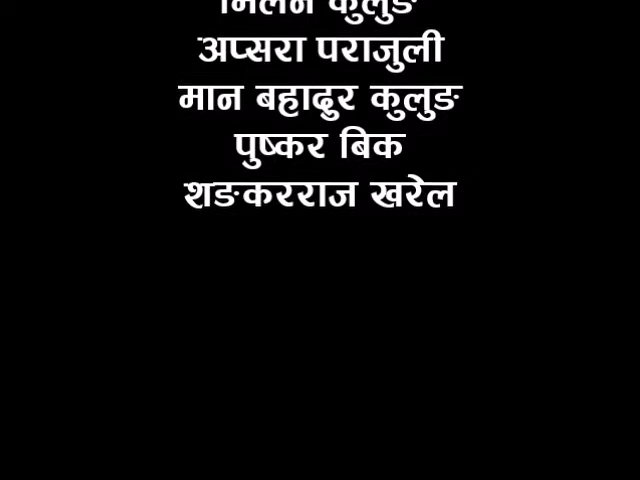 मिलन कुलुङ
अप्सरा पराजुली
मान बहादुर कुलुङ
पुष्कर बिक
शङकरराज खरेल